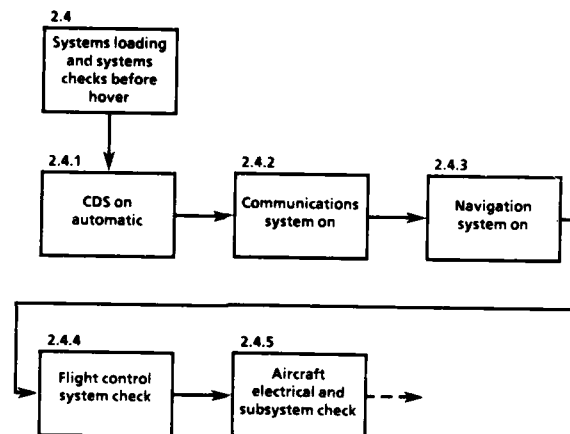 2.4
Systems loading
and systems
checks before
hover
2.4.1
CDS on
automatic
2.4.2
Communications
system on
2.4.3
Navigation
system on
2.4.4
Flight control
system check
2.4.5
Aircraft
electrical and
subsystem check